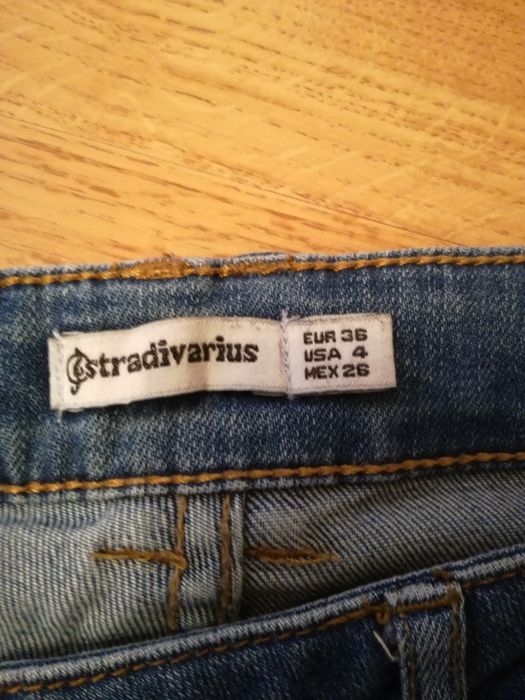 stradivarius
EUR 36
USA 4
MEX 26